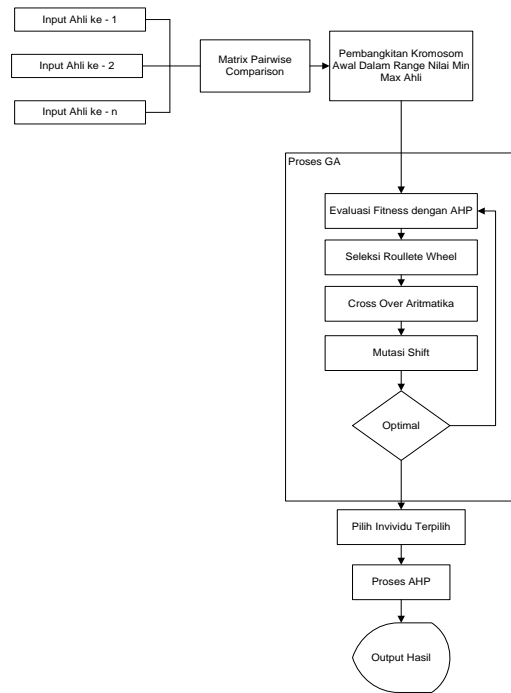 Input Ahli ke - 1
Input Ahli ke - 2
Input Ahli ke - n
Matrix Pairwise
Comparison
Pembangkitan Kromosom
Awal Dalam Range Nilai Min
Max Ahli
Proses GA
Evaluasi Fitness dengan AHP
Seleksi Roullete Wheel
Cross Over Aritmatika
Mutasi Shift
Optimal
Pilih Invividu Terpilih
Proses AHP
Output Hasil